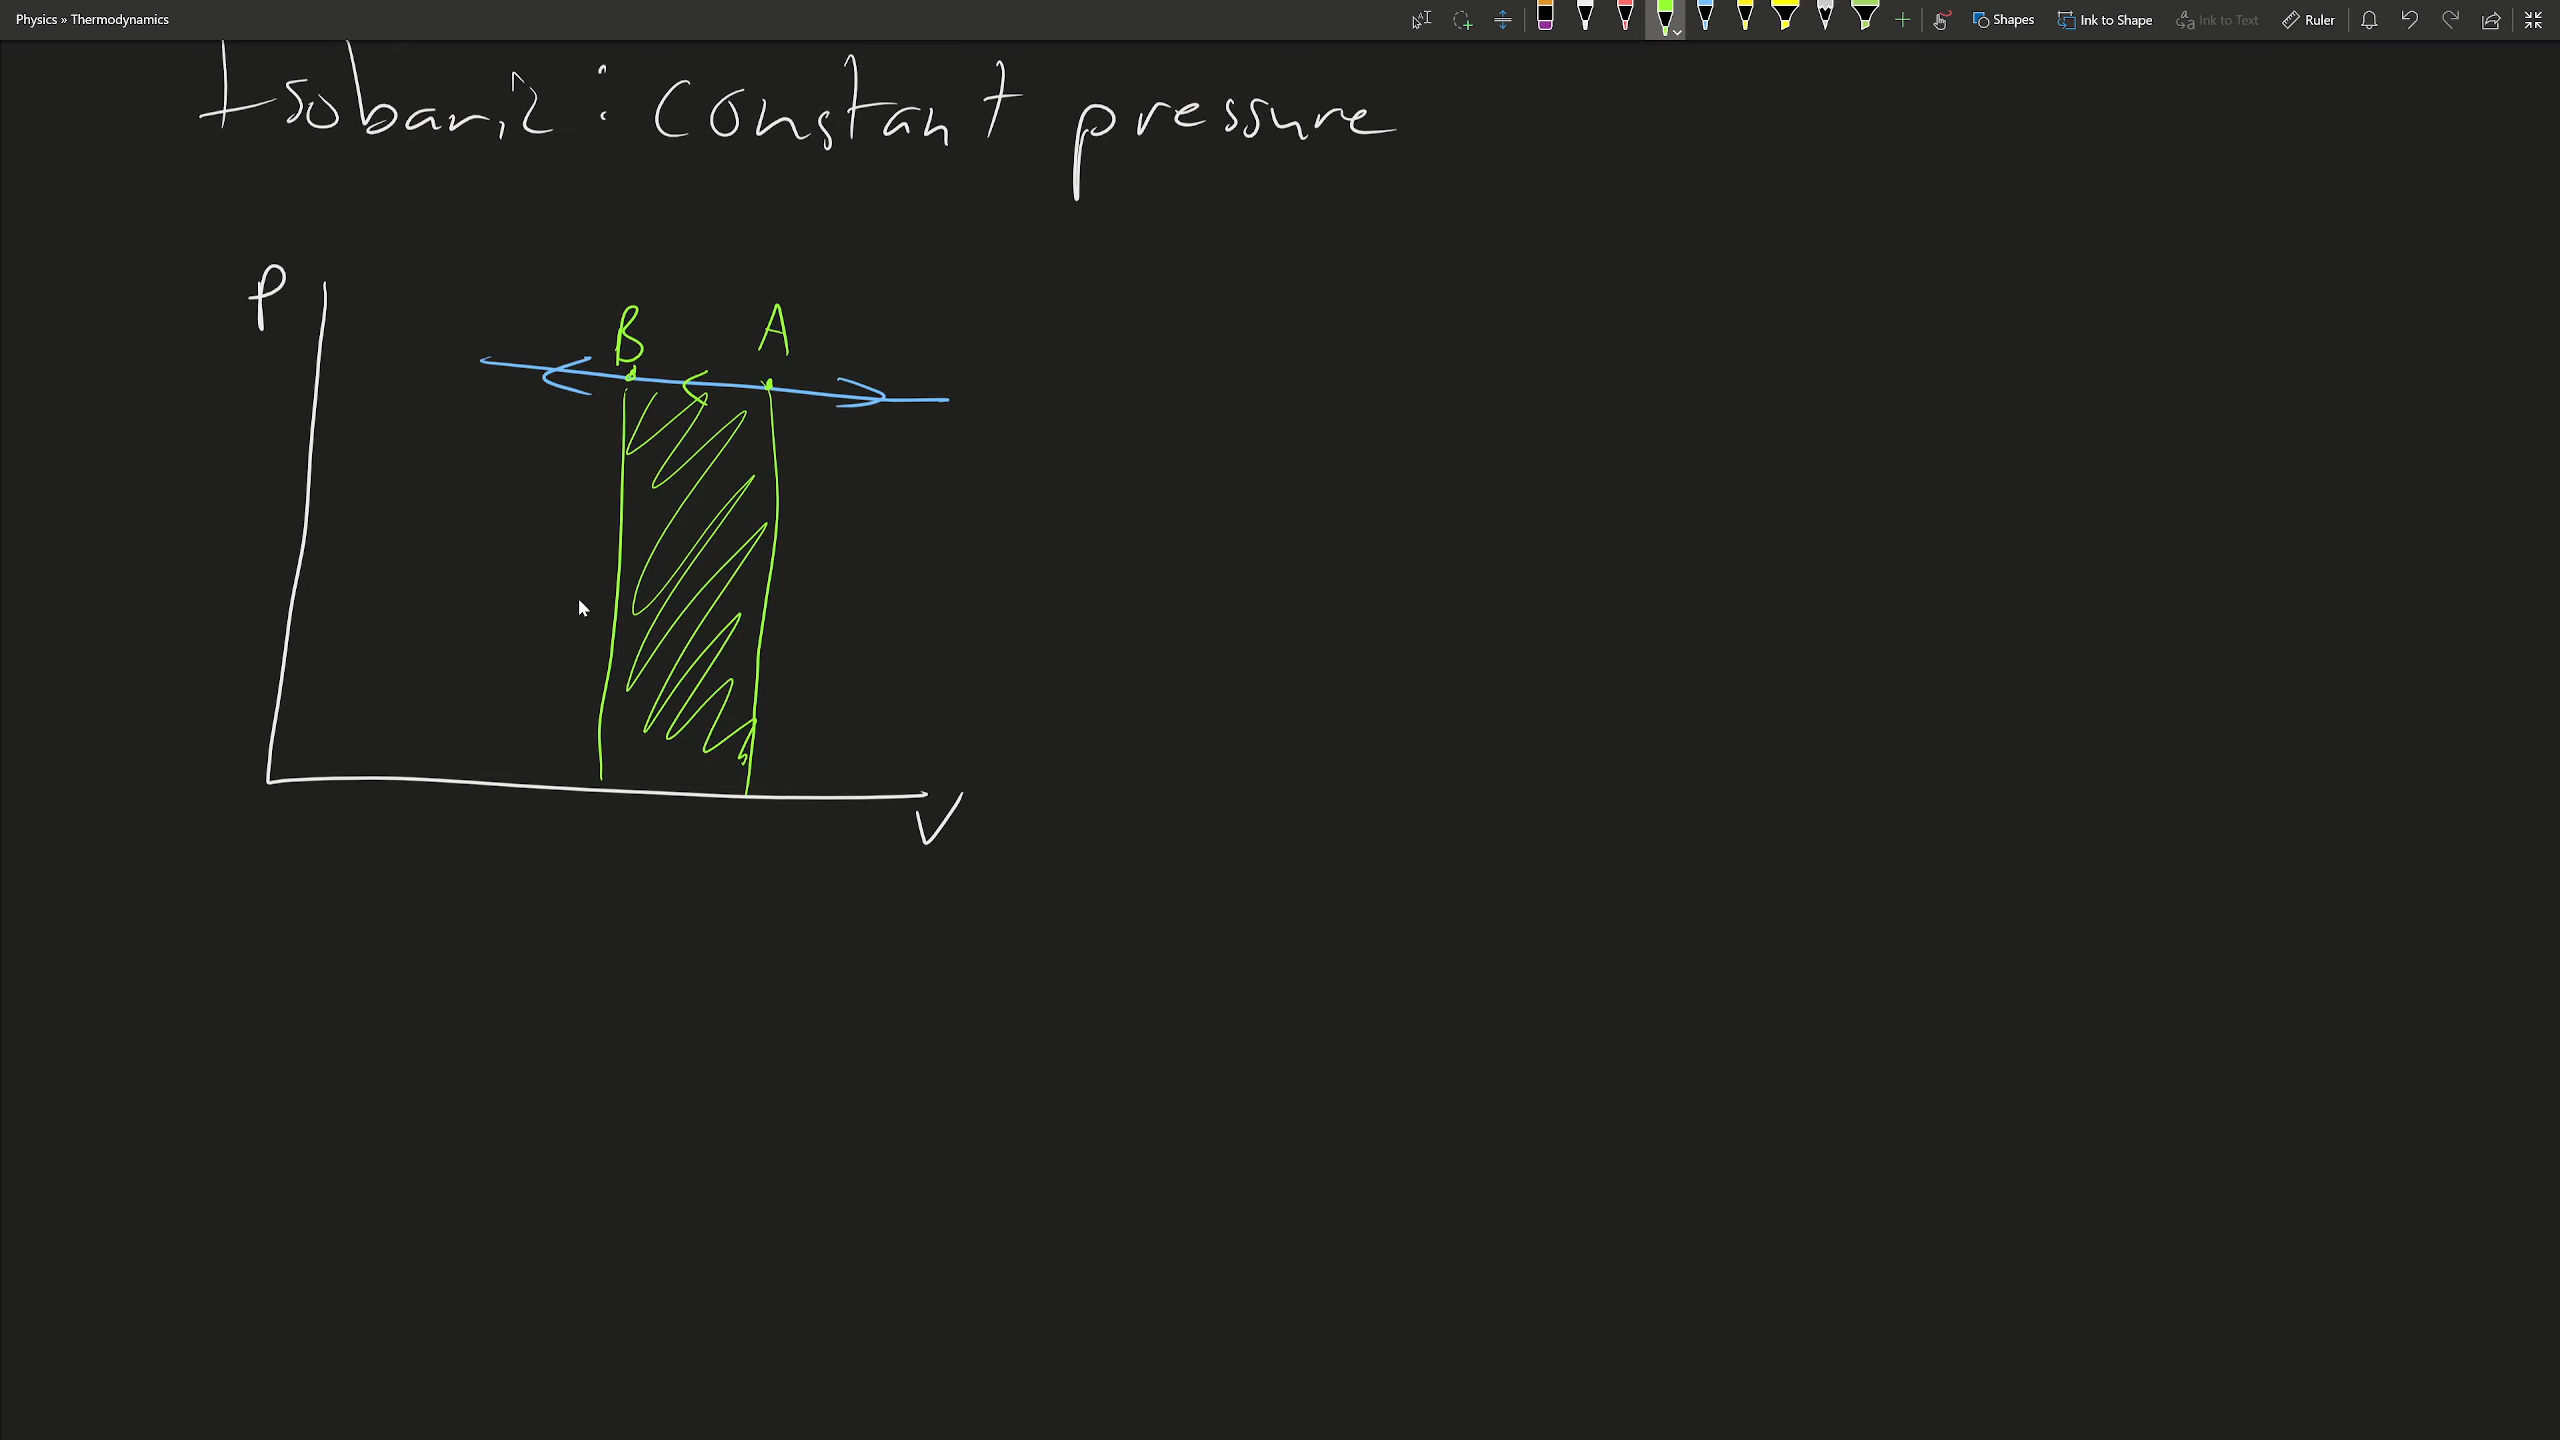 Physics » Thermodynamics
Shapes
Ink to Shape
Ink to Text
Ruler
Isobaric : constant pressure
P
B
A
V